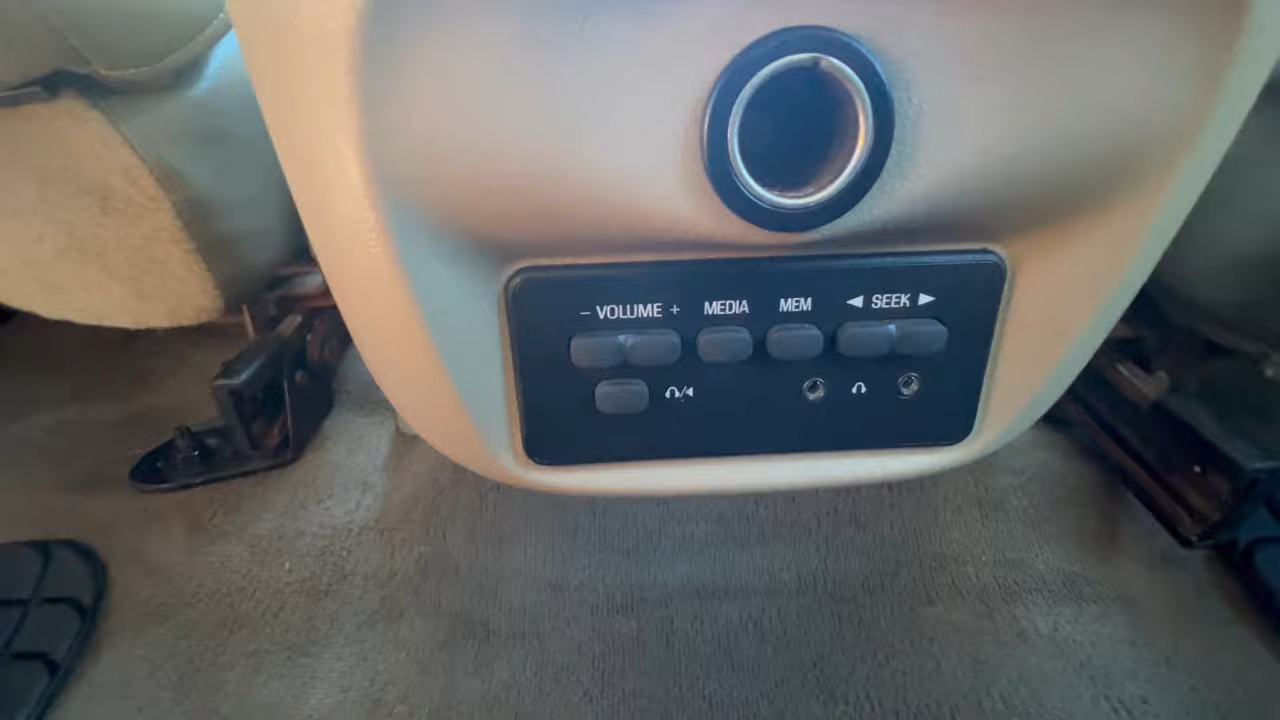 - VOLUME + MEDIA MEM ◀ SEEK ▶